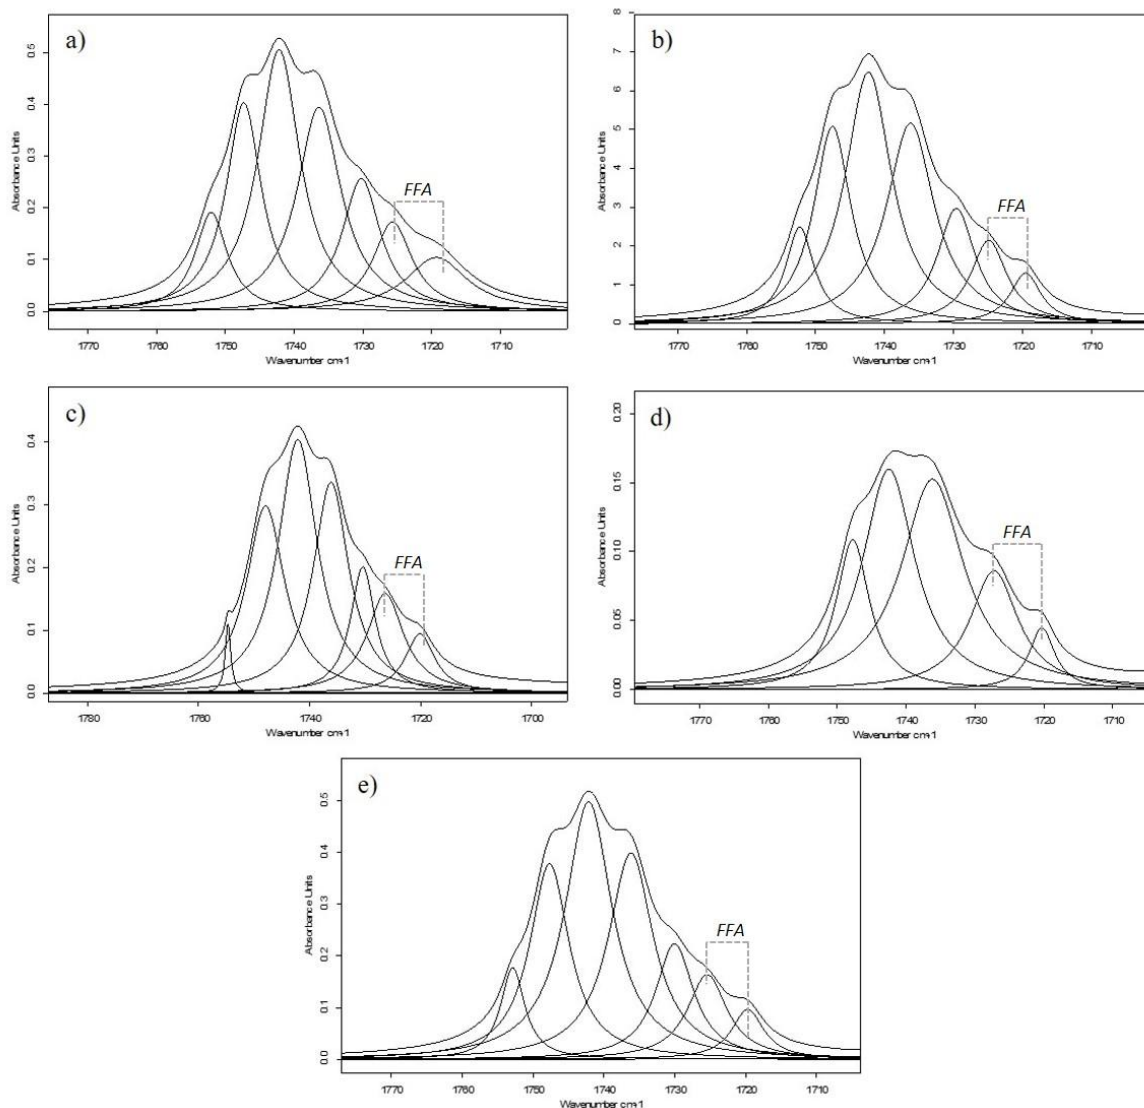 a)
Absorbance Units
0.5
0.4
0.3
0.2
0.1
0.0
FFA
1770 1760 1750 1740 1730 1720 1710
Wavenumber cm-1
b)
Absorbance Units
8
7
6
5
4
3
2
1
0
FFA
1770 1760 1750 1740 1730 1720 1710
Wavenumber cm-1
c)
Absorbance Units
0.4
0.3
0.2
0.1
0.0
FFA
1780 1760 1740 1720 1700
Wavenumber cm-1
d)
Absorbance Units
0.20
0.15
0.10
0.05
0.00
FFA
1770 1760 1750 1740 1730 1720 1710
Wavenumber cm-1
e)
Absorbance Units
0.5
0.4
0.3
0.2
0.1
0.0
FFA
1770 1760 1750 1740 1730 1720 1710
Wavenumber cm-1